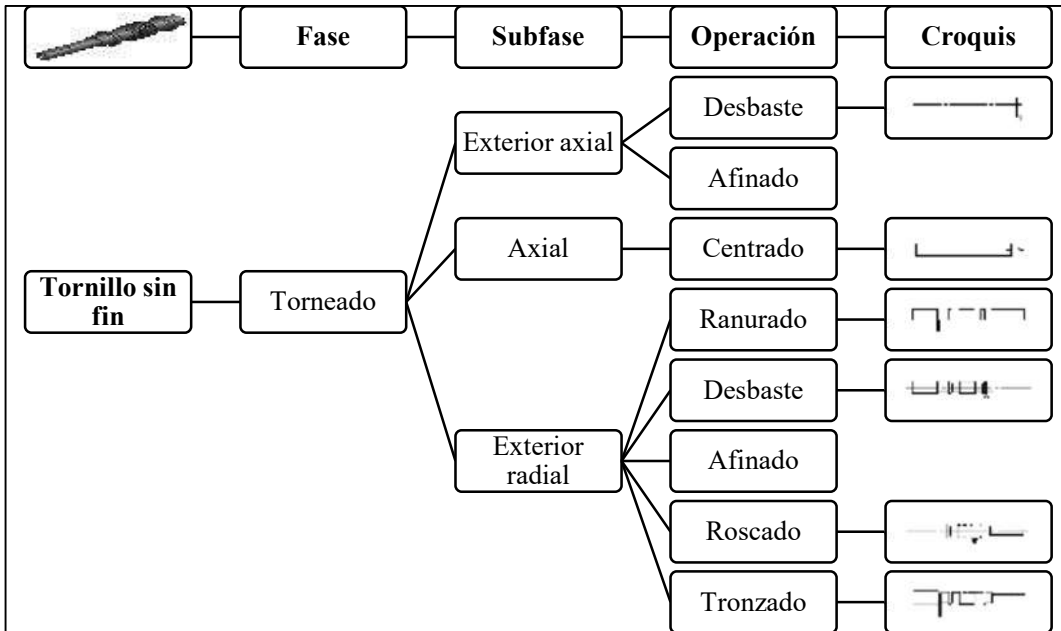 Fase
Subfase
Operación
Croquis
Desbaste
Exterior axial
Afinado
Axial
Centrado
Tornillo sin
fin
Torneado
Ranurado
Desbaste
Exterior
radial
Afinado
Roscado
Tronzado